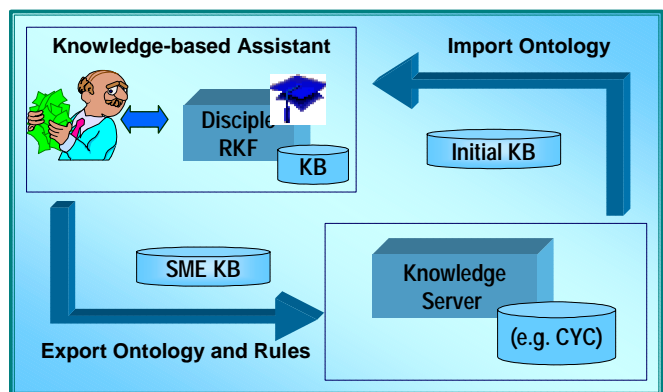 Knowledge-based Assistant
Import Ontology
Disciple
RKF
KB
Initial KB
SME KB
Knowledge
Server
(e.g. CYC)
Export Ontology and Rules